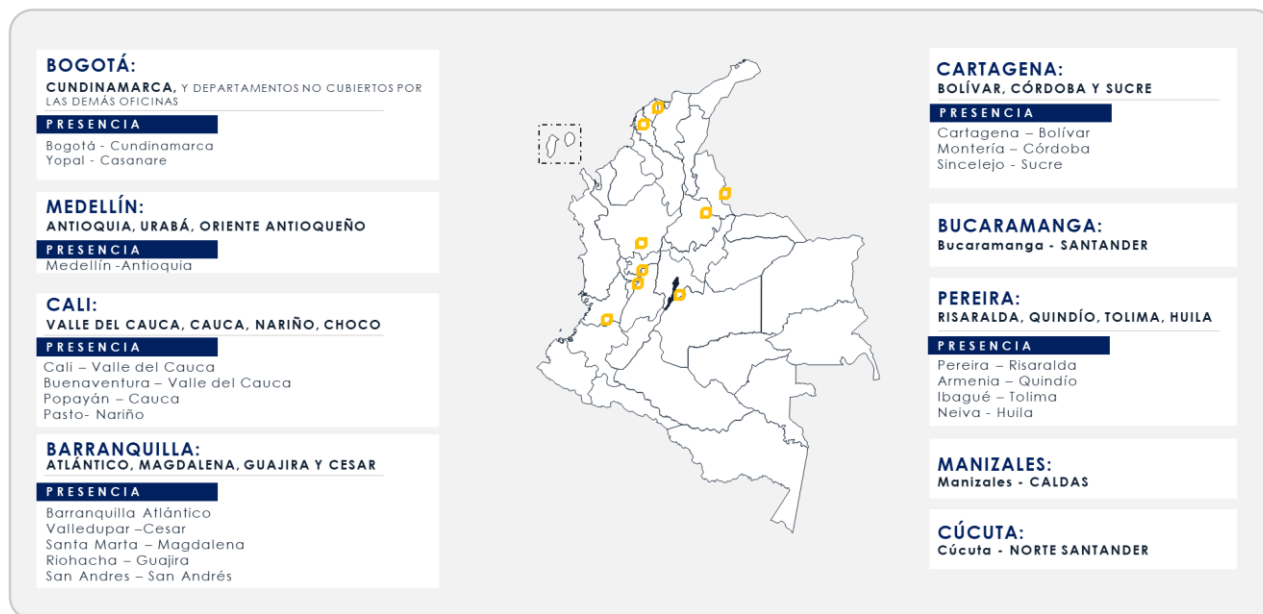 BOGOTÁ:
CUNDINAMARCA, Y DEPARTAMENTOS NO CUBIERTOS POR
LAS DEMÁS OFICINAS
PRESENCIA
Bogotá - Cundinamarca
Yopal - Casanare
MEDELLÍN:
ANTIOQUIA, URABÁ, ORIENTE ANTIOQUEÑO
PRESENCIA
Medellín -Antioquia
CALI:
VALLE DEL CAUCA, CAUCA, NARIÑO, CHOCO
PRESENCIA
Cali – Valle del Cauca
Buenaventura – Valle del Cauca
Popayán – Cauca
Pasto- Nariño
BARRANQUILLA:
ATLÁNTICO, MAGDALENA, GUAJIRA Y CESAR
PRESENCIA
Barranquilla Atlántico
Valledupar –Cesar
Santa Marta – Magdalena
Riohacha – Guajira
San Andres – San Andrés
CARTAGENA:
BOLÍVAR, CÓRDOBA Y SUCRE
PRESENCIA
Cartagena – Bolívar
Montería – Córdoba
Sincelejo - Sucre
BUCARAMANGA:
Bucaramanga - SANTANDER
PEREIRA:
RISARALDA, QUINDÍO, TOLIMA, HUILA
PRESENCIA
Pereira – Risaralda
Armenia – Quindío
Ibagué – Tolima
Neiva - Huila
MANIZALES:
Manizales - CALDAS
CÚCUTA:
Cúcuta - NORTE SANTANDER